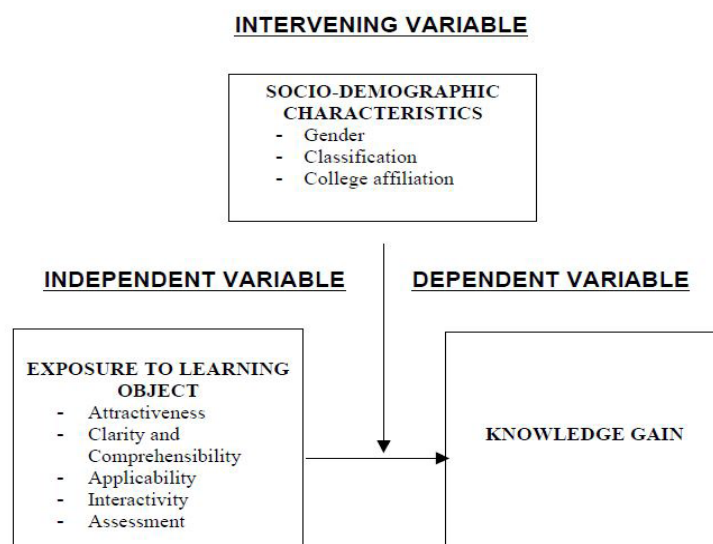 INTERVENING VARIABLE
SOCIO-DEMOGRAPHIC
CHARACTERISTICS
- Gender
- Classification
- College affiliation
INDEPENDENT VARIABLE
DEPENDENT VARIABLE
EXPOSURE TO LEARNING
OBJECT
- Attractiveness
- Clarity and
Comprehensibility
- Applicability
- Interactivity
- Assessment
KNOWLEDGE GAIN